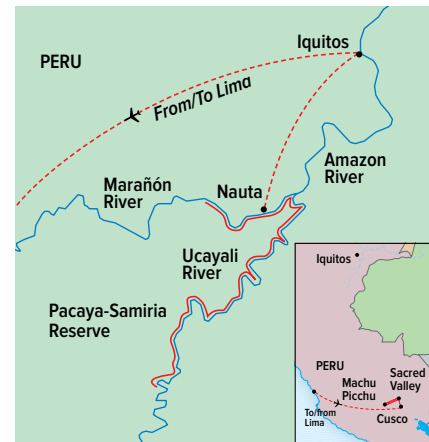 Iquitos
PERU
From/To Lima
Amazon
River
Marañón
River
Nauta
Ucayali
River
Pacaya-Samiria
Reserve
Iquitos
PERU
Machu
Picchu
Sacred
Valley
To/from
Lima
Cusco